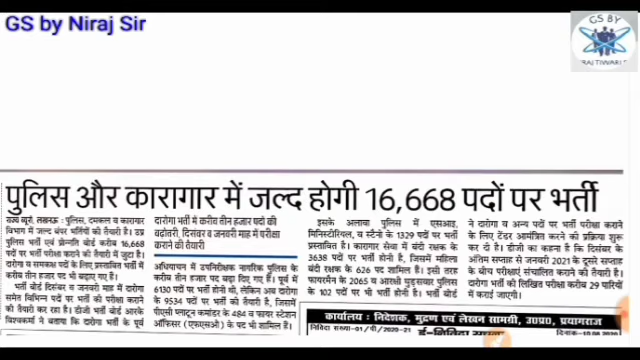 GS by Niraj Sir
GS BY
RAJTIWARI
पुलिस और कारागार में जल्द होगी 16,668 पदों पर भर्ती
राज्य ब्यूरो, लखनऊ : पुलिस, दमकल व कारागार
विभाग में जल्द बंपर भर्तियों की तैयारी है। उप्र
पुलिस भर्ती एवं प्रोन्नति बोर्ड करीब 16,668
पदों पर भर्ती परीक्षा कराने की तैयारी में जुटा है।
दारोगा व समकक्ष पदों के लिए प्रस्तावित भर्ती में
करीब तीन हजार पद भी बढ़ाए गए हैं।
भर्ती बोर्ड दिसंबर व जनवरी माह में दारोगा
समेत विभिन्न पदों पर भर्ती की परीक्षा कराने
की तैयारी कर रहा है। डीजी भर्ती बोर्ड आरके
विश्वकर्मा ने बताया कि दारोगा भर्ती के पूर्व
दारोगा भर्ती में करीब तीन हजार पदों की
बढ़ोतरी, दिसंबर व जनवरी माह में परीक्षा
कराने की तैयारी
अधियाचन में उपनिरीक्षक नागरिक पुलिस के
करीब तीन हजार पद बढ़ा दिए गए हैं। पूर्व में
6130 पदों पर भर्ती होनी थी, लेकिन अब दारोगा
के 9534 पदों पर भर्ती की तैयारी है, जिसमें
पीएसी प्लाटून कमांडर के 484 व फायर स्टेशन
ऑफिसर (एफएसओ) के पद भी शामिल हैं।
इसके अलावा पुलिस में एसआइ,
मिनिस्टीरियल, व स्टैनो के 1329 पदों पर भर्ती
प्रस्तावित है। कारागार सेवा में बंदी रक्षक के
3638 पदों पर भर्ती होनी है, जिसमें महिला
बंदी रक्षक के 626 पद शामिल हैं। इसी तरह
फायरमैन के 2065 व आरक्षी घुड़सवार पुलिस
के 102 पदों पर भी भर्ती होनी है। भर्ती बोर्ड
ने दारोगा व अन्य पदों पर भर्ती परीक्षा कराने
के लिए टेंडर आमंत्रित करने की प्रक्रिया शुरू
कर दी है। डीजी का कहना है कि दिसंबर के
अंतिम सप्ताह से जनवरी 2021 के दूसरे सप्ताह
के बीच परीक्षाएं संचालित कराने की तैयारी है।
दारोगा भर्ती की लिखित परीक्षा करीब 29 पारियों
में कराई जाएगी।
कार्यालय : निदेशक, मुद्रण एवं लेखन सामग्री, उ०प्र०, प्रयागराज
निविदा सख्या-01/पी/2020-21